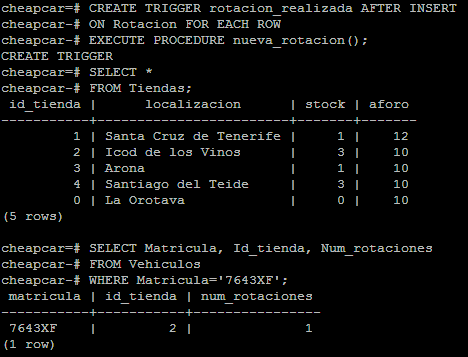 cheapcar=# CREATE TRIGGER rotacion_realizada AFTER INSERT
cheapcar-# ON Rotacion FOR EACH ROW
cheapcar-# EXECUTE PROCEDURE nueva_rotacion();
CREATE TRIGGER
cheapcar=# SELECT *
cheapcar-# FROM Tiendas;
 id_tienda |      localizacion      | stock | aforo
-----------+------------------------+-------+-------
         1 | Santa Cruz de Tenerife |     1 |    12
         2 | Icod de los Vinos      |     3 |    10
         3 | Arona                  |     1 |    10
         4 | Santiago del Teide     |     3 |    10
         0 | La Orotava             |     0 |    10
(5 rows)
cheapcar=# SELECT Matricula, Id_tienda, Num_rotaciones
cheapcar-# FROM Vehiculos
cheapcar-# WHERE Matricula='7643XF';
 matricula | id_tienda | num_rotaciones
-----------+-----------+----------------
 7643XF    |         2 |              1
(1 row)